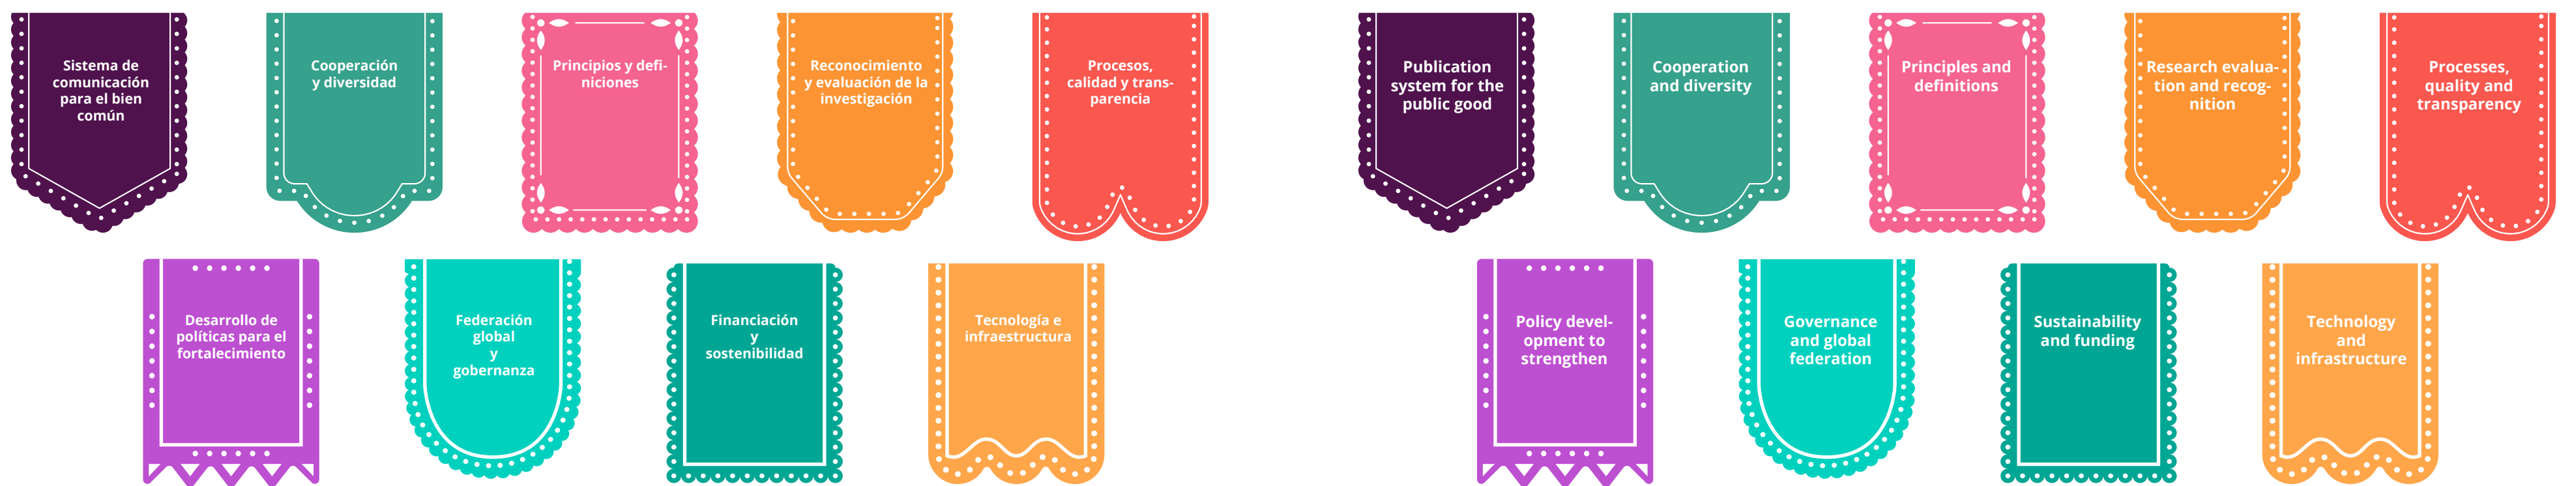 Sistema de
comunicación
para el bien
común
Cooperación
y diversidad
Principios y defi-
niciones
Reconocimiento
y evaluación de la
investigación
Procesos,
calidad y trans-
parencia
Desarrollo de
políticas para el
fortalecimiento
Federación
global
y
gobernanza
Financiación
y
sostenibilidad
Tecnología e
infraestructura
Publication
system for the
public good
Cooperation
and diversity
Principles and
definitions
Research evalua-
tion and recog-
nition
Processes,
quality and
transparency
Policy devel-
opment to
strengthen
Governance
and global
federation
Sustainability
and funding
Technology
and
infrastructure